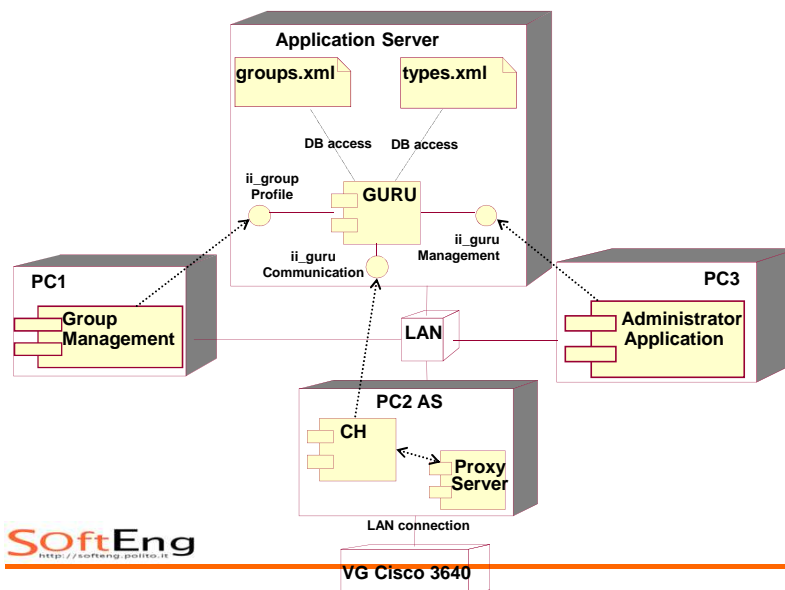 Application Server
groups.xml
types.xml
DB access
DB access
ii_group
Profile
GURU
ii_guru
Communication
ii_guru
Management
PC1
Group
Management
LAN
PC3
Administrator
Application
PC2 AS
CH
Proxy
Server
LAN connection
SOftEng
http://softeng.polito.it
VG Cisco 3640